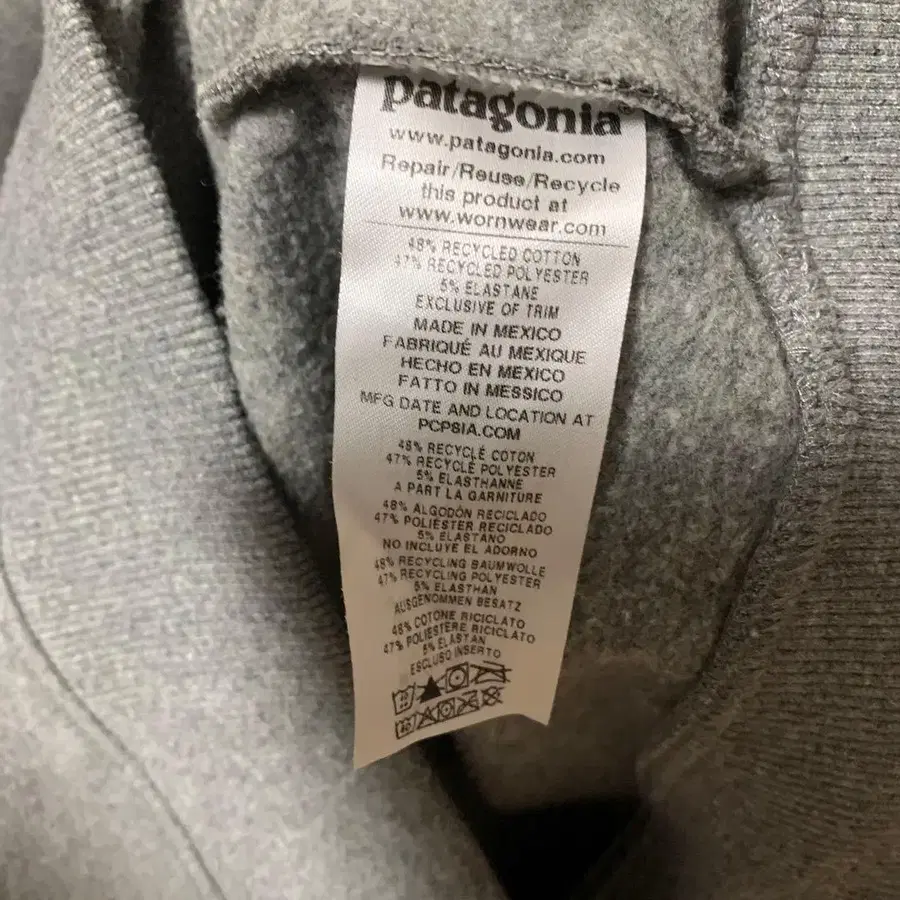 patagonia®
www.patagonia.com
Repair/Reuse/Recycle
this product at
www.wornwear.com
48% RECYCLED COTTON
47% RECYCLED POLYESTER
5% ELASTANE
EXCLUSIVE OF TRIM
MADE IN MEXICO
FABRIQUÉ AU MEXIQUE
HECHO EN MEXICO
FATTO IN MESSICO
MFG DATE AND LOCATION AT
PCPSIA.COM
48% RECYCLÉ COTON
47% RECYCLÉ POLYESTER
5% ELASTHANNE
A PART LA GARNITURE
48% ALGODÓN RECICLADO
47% POLIÉSTER RECICLADO
5% ELASTANO
NO INCLUYE EL ADORNO
48% RECYCLING BAUMWOLLE
47% RECYCLING POLYESTER
5% ELASTHAN
AUSGENOMMEN BESATZ
48% COTONE RICICLATO
47% POLIESTERE RICICLATO
5% ELASTAN
ESCLUSO INSERTO